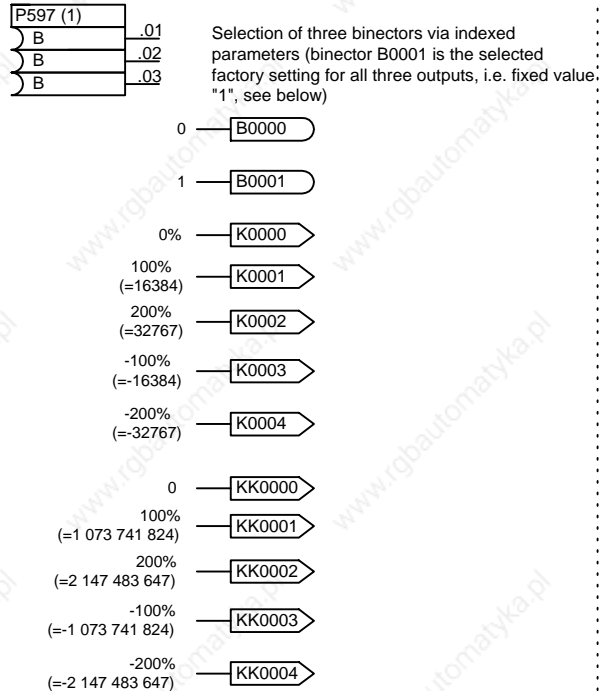 P597 (1)
B .01
B .02
B .03
Selection of three binectors via indexed
parameters (binector B0001 is the selected
factory setting for all three outputs, i.e. fixed value
"1", see below)
0 B0000
1 B0001
0% K0000
100%
(=16384) K0001
200%
(=32767) K0002
-100%
(=-16384) K0003
-200%
(=-32767) K0004
0 KK0000
100%
(=1 073 741 824) KK0001
200%
(=2 147 483 647) KK0002
-100%
(=-1 073 741 824) KK0003
-200%
(=-2 147 483 647) KK0004
www.rgbautomatyka.pl